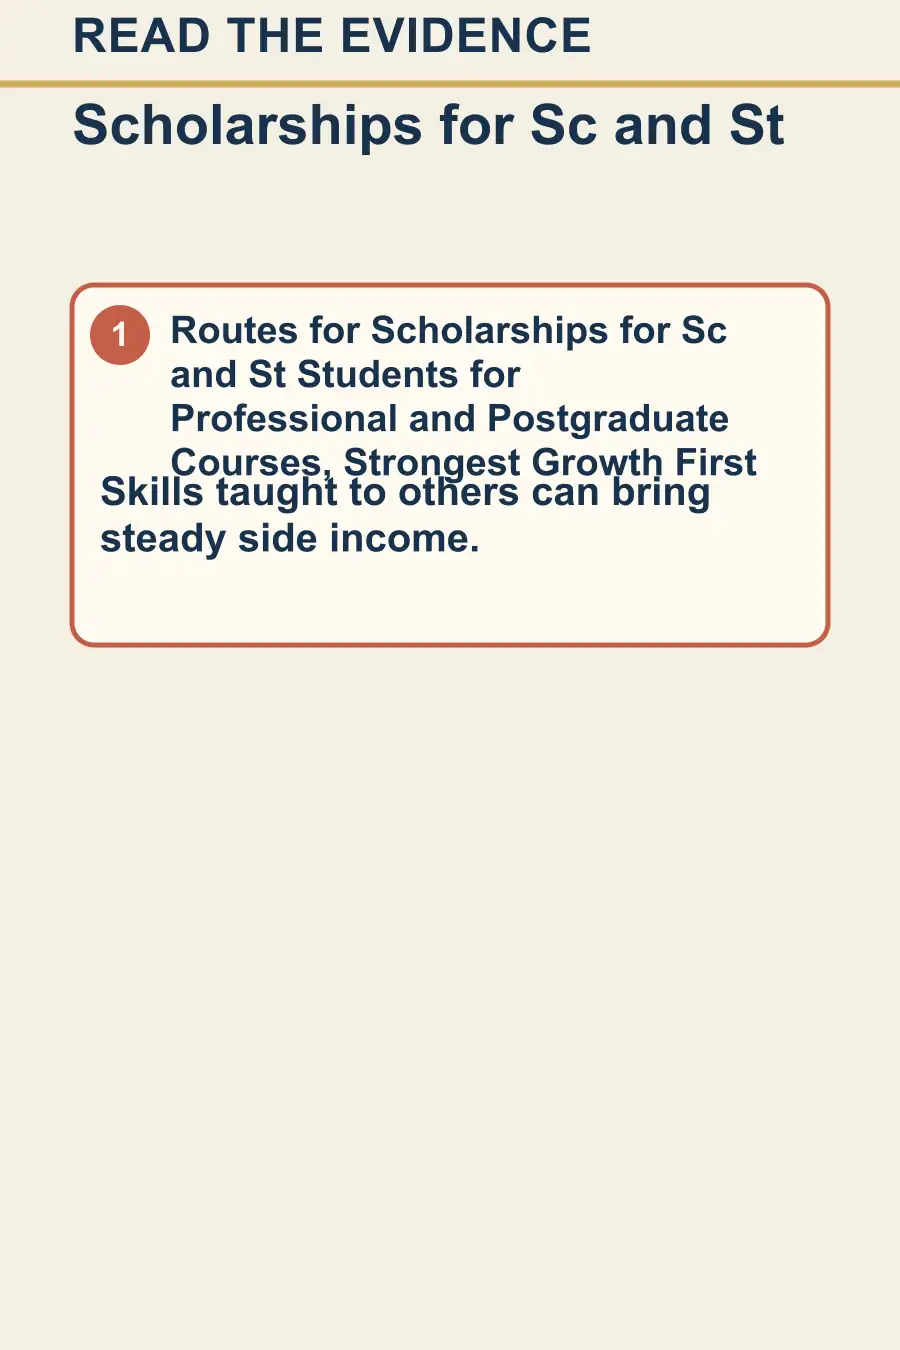 READ THE EVIDENCE
Scholarships for Sc and St
1
Routes for Scholarships for Sc
and St Students for
Professional and Postgraduate
Courses, Strongest Growth First
Skills taught to others can bring
steady side income.